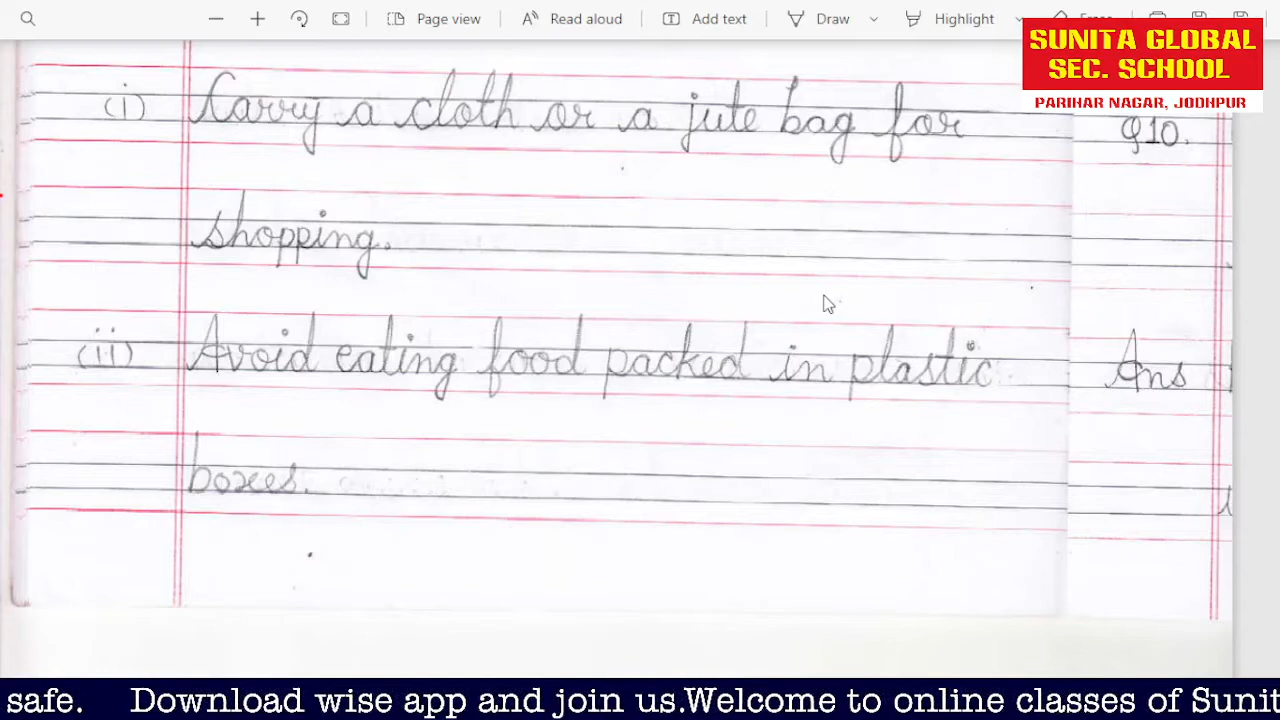 Page view
Read aloud
Add text
Draw
Highlight
SUNITA GLOBAL
SEC. SCHOOL
PARIHAR NAGAR, JODHPUR
(i) Carry a cloth or a jute bag for
shopping.
(ii) Avoid eating food packed in plastic
boxes.
Q10.
Ans
safe. Download wise app and join us.Welcome to online classes of Sunit